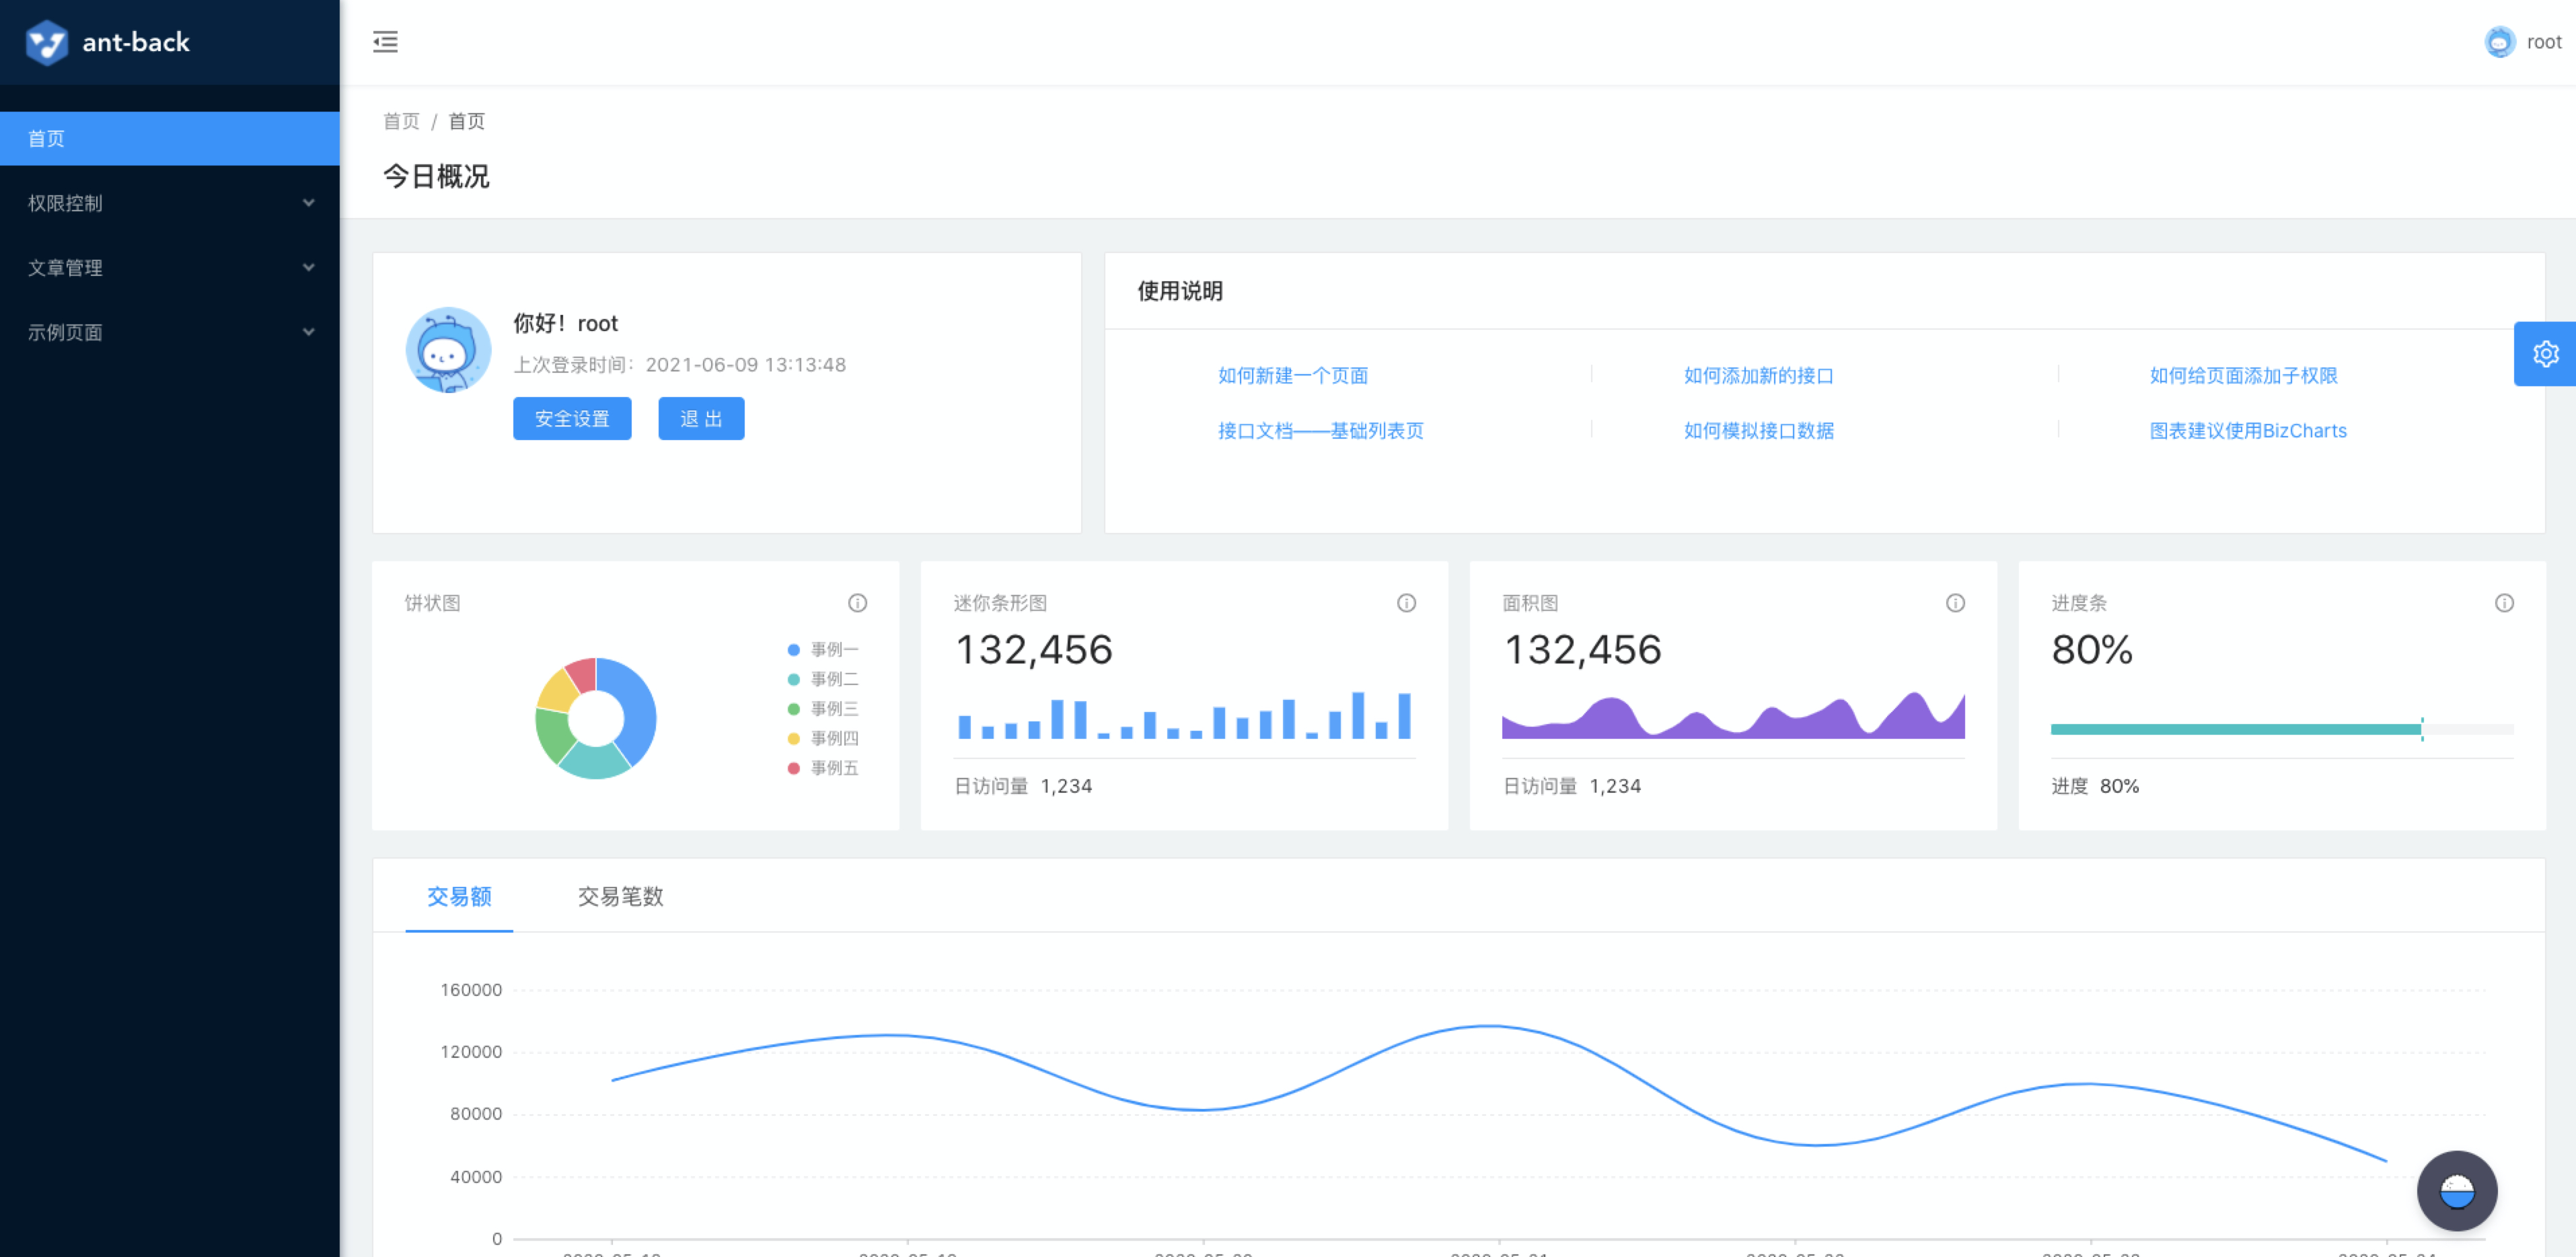 ant-back
root
首页
权限控制
文章管理
示例页面
首页 / 首页
今日概况
你好！root
上次登录时间：2021-06-09 13:13:48
安全设置
退 出
使用说明
如何新建一个页面
如何添加新的接口
如何给页面添加子权限
接口文档——基础列表页
如何模拟接口数据
图表建议使用BizCharts
饼状图
事例一
事例二
事例三
事例四
事例五
迷你条形图
132,456
日访问量 1,234
面积图
132,456
日访问量 1,234
进度条
80%
进度 80%
交易额
交易笔数
160000
120000
80000
40000
0